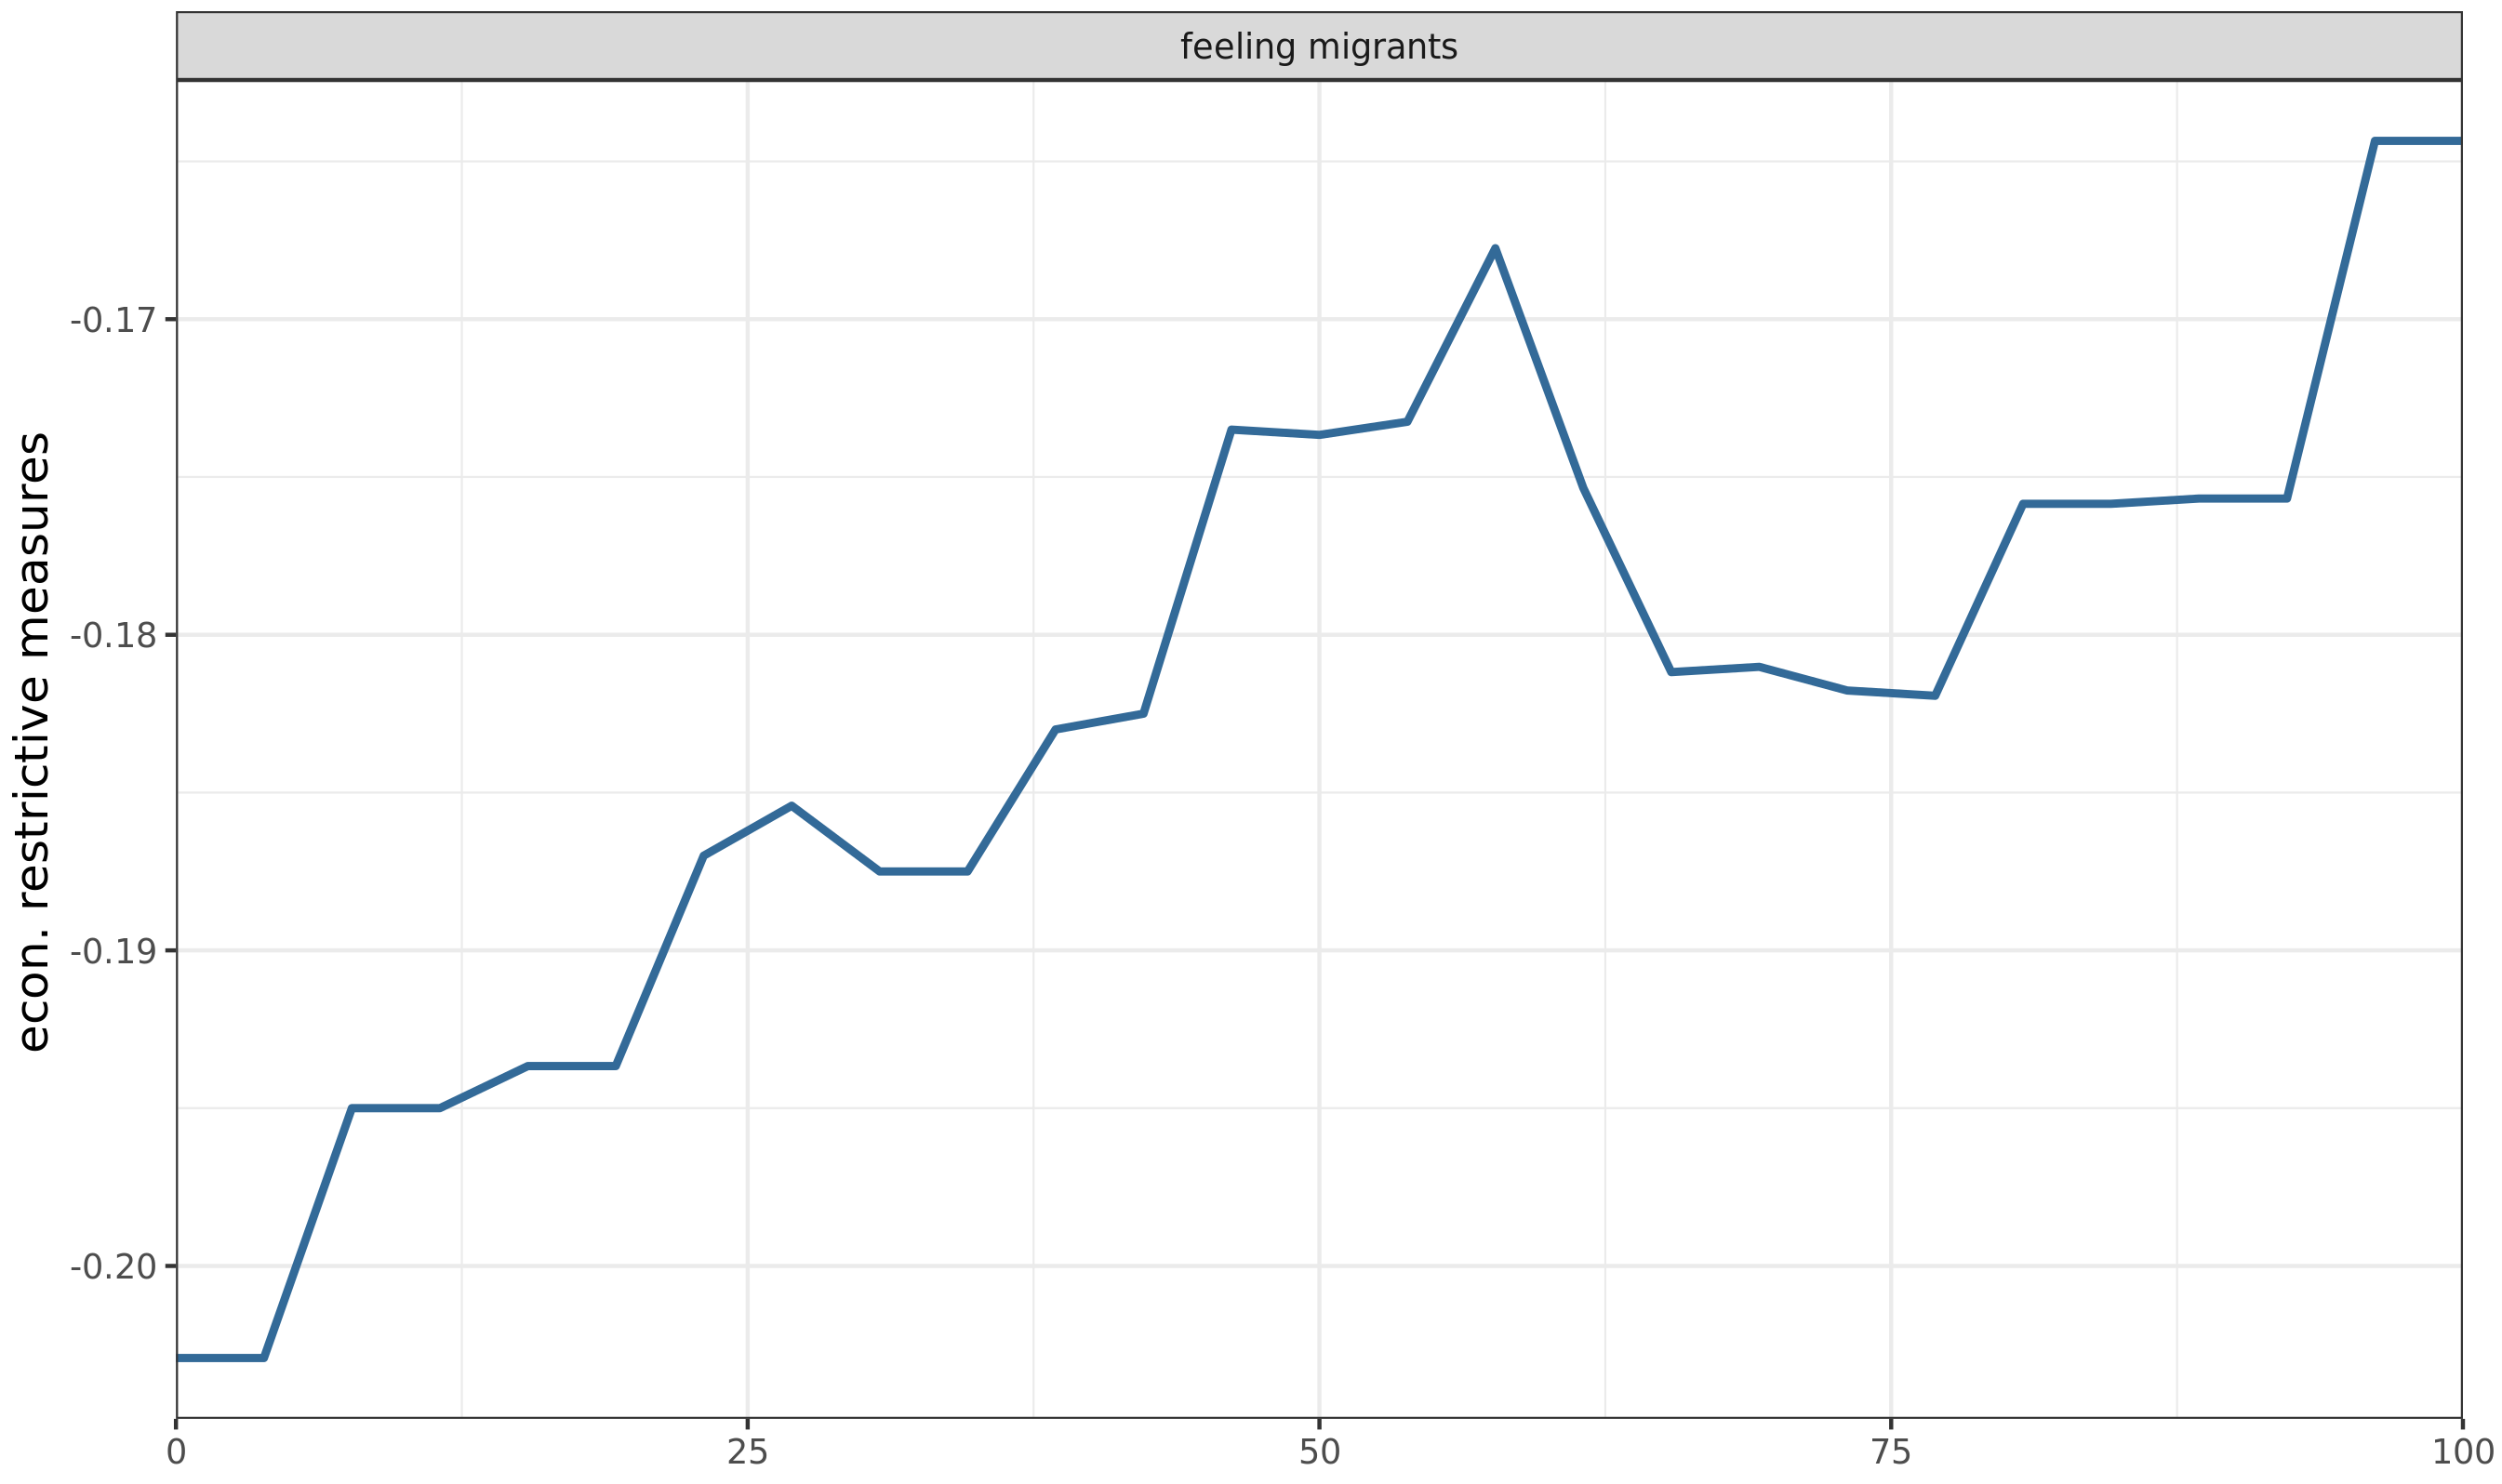 feeling migrants
econ. restrictive measures
-0.17
-0.18
-0.19
-0.20
0 25 50 75 100